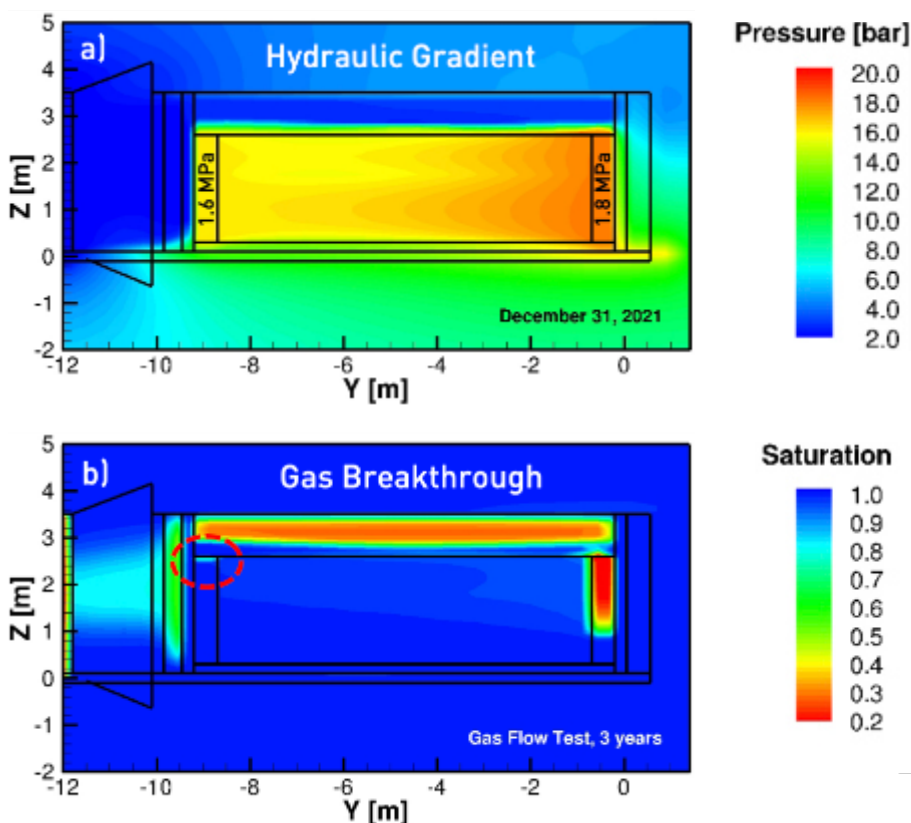 a)
Hydraulic Gradient
Pressure [bar]
5
4
3
2
1
0
-1
-2
Z [m]
1.6 MPa
1.8 MPa
December 31, 2021
-12 -10 -8 -6 -4 -2 0
Y [m]
20.0
18.0
16.0
14.0
12.0
10.0
8.0
6.0
4.0
2.0
b)
Gas Breakthrough
Saturation
5
4
3
2
1
0
-1
-2
Z [m]
Gas Flow Test, 3 years
-12 -10 -8 -6 -4 -2 0
Y [m]
1.0
0.9
0.8
0.7
0.6
0.5
0.4
0.3
0.2